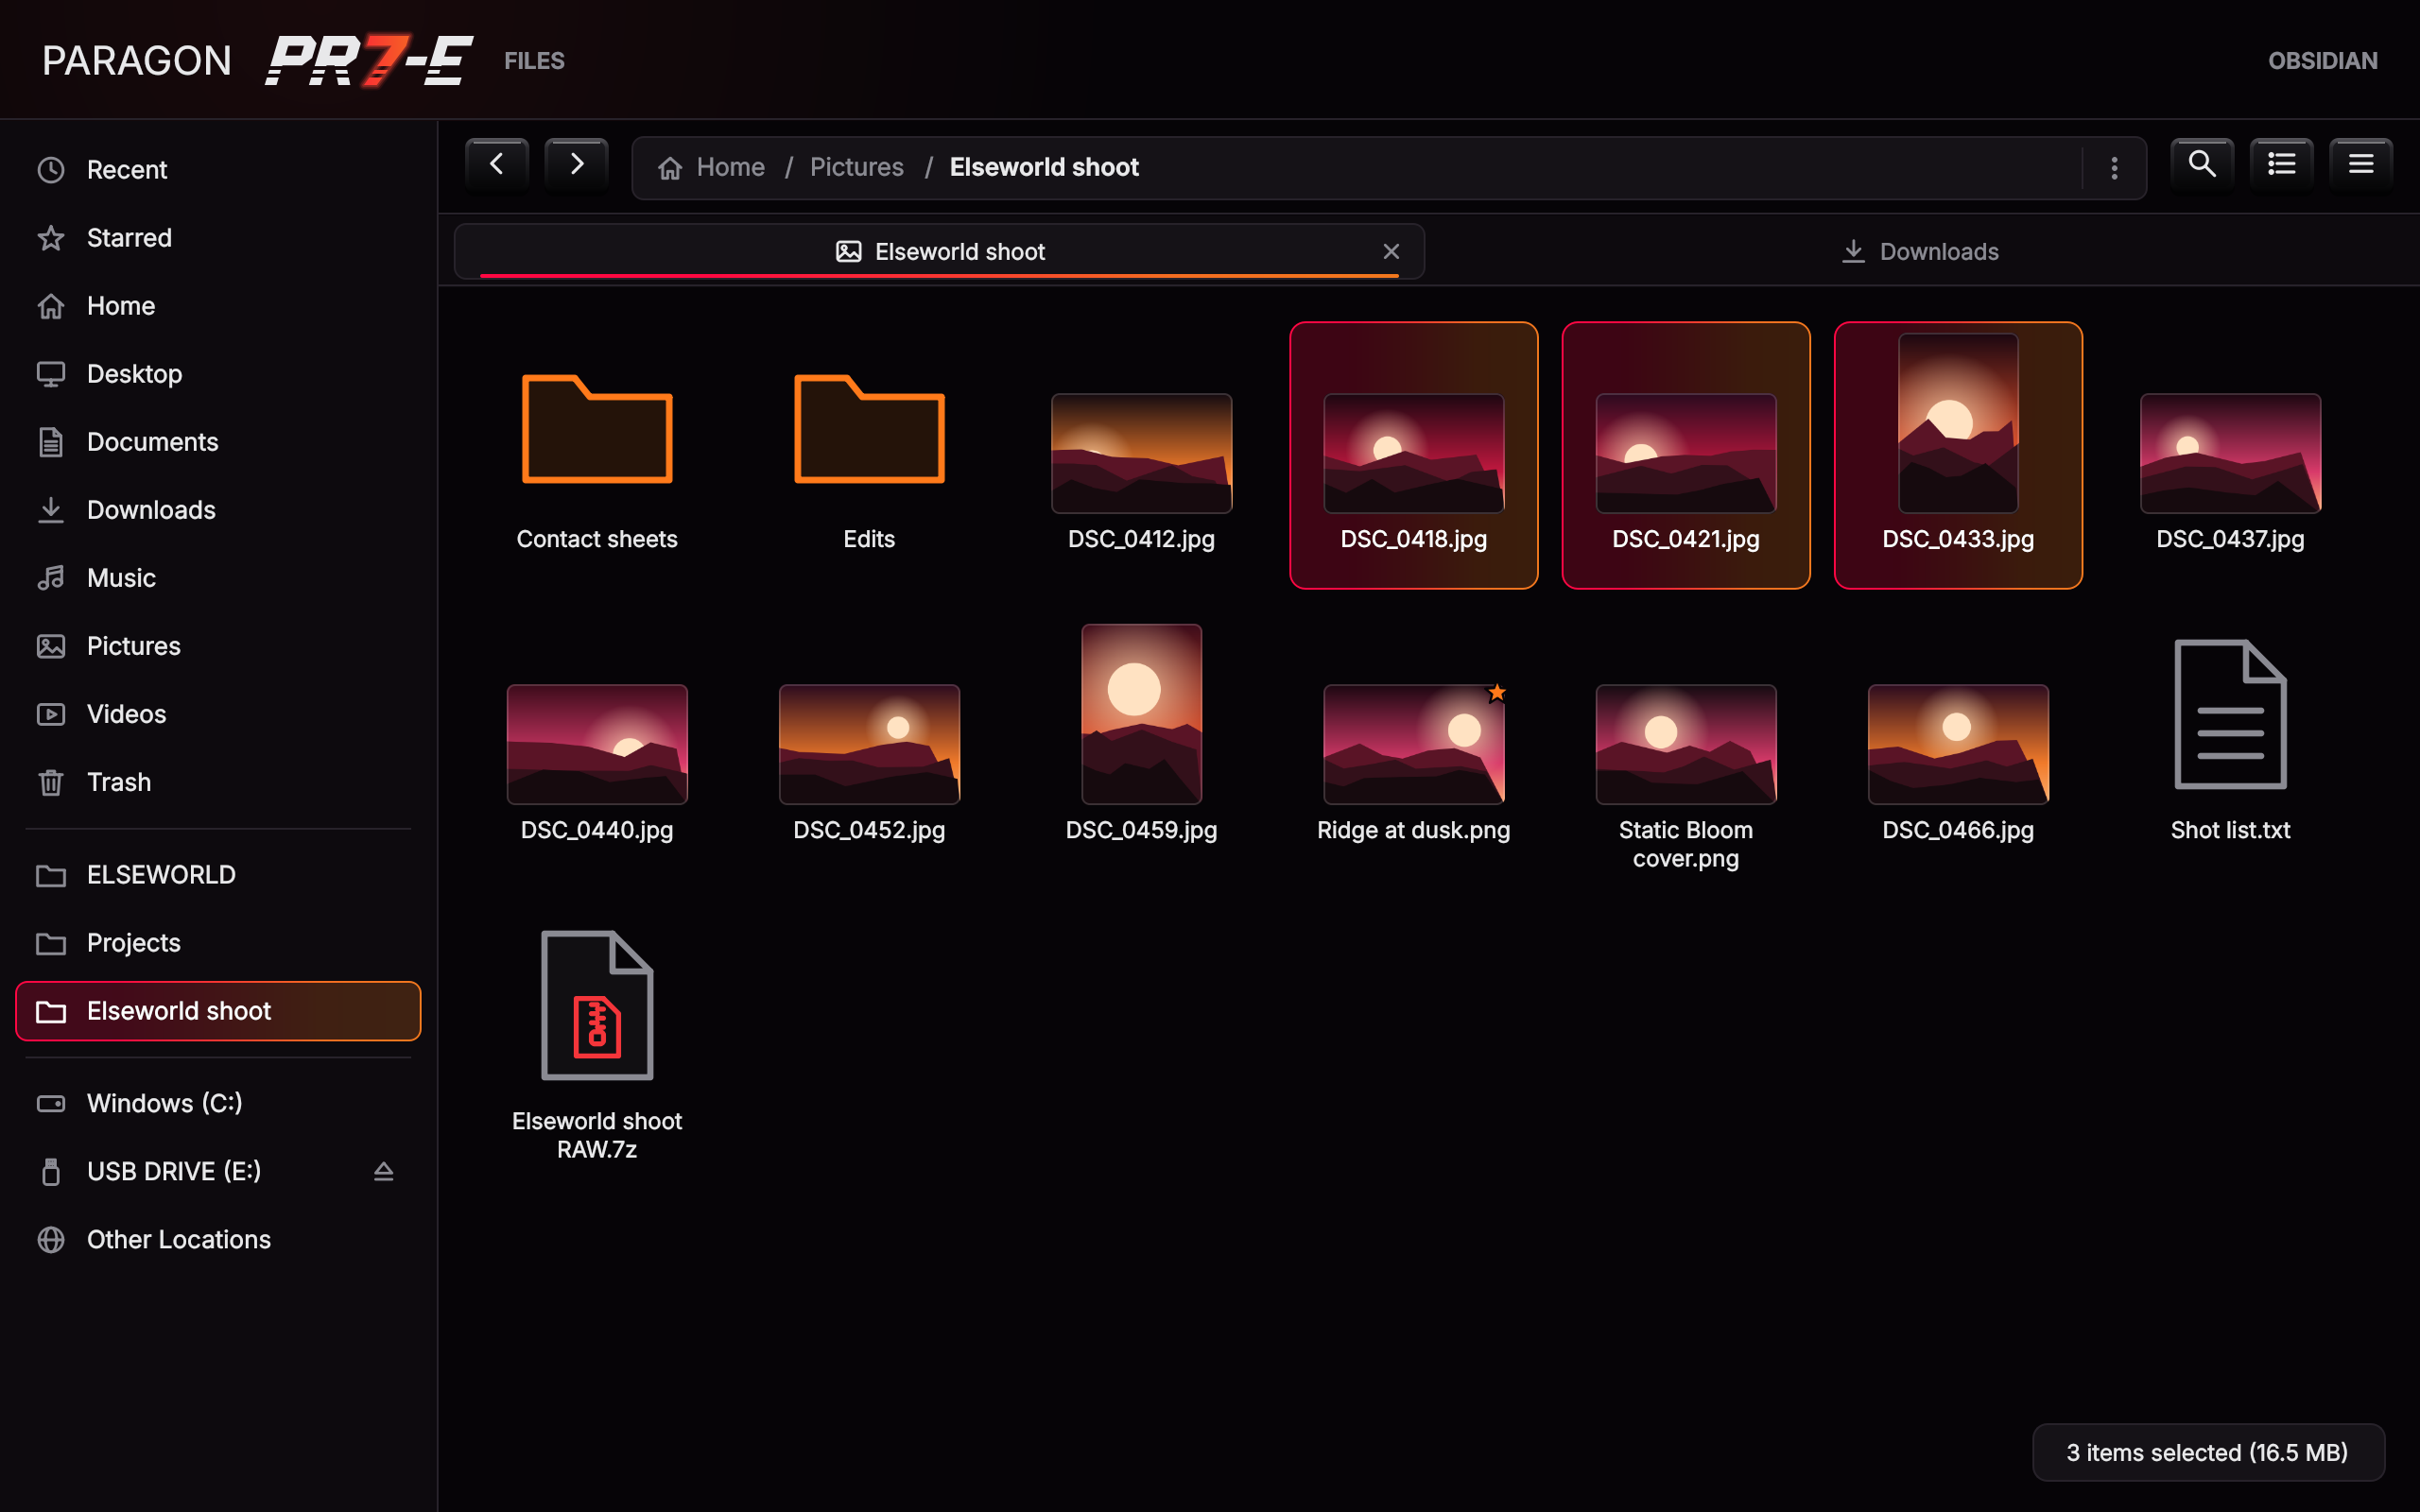 PARAGON PR7-E FILES
OBSIDIAN
Recent
Starred
Home
Desktop
Documents
Downloads
Music
Pictures
Videos
Trash
ELSEWORLD
Projects
Elseworld shoot
Windows (C:)
USB DRIVE (E:)
Other Locations
Home / Pictures / Elseworld shoot
Elseworld shoot
Downloads
Contact sheets
Edits
DSC_0412.jpg
DSC_0418.jpg
DSC_0421.jpg
DSC_0433.jpg
DSC_0437.jpg
DSC_0440.jpg
DSC_0452.jpg
DSC_0459.jpg
Ridge at dusk.png
Static Bloom
cover.png
DSC_0466.jpg
Shot list.txt
Elseworld shoot
RAW.7z
3 items selected (16.5 MB)